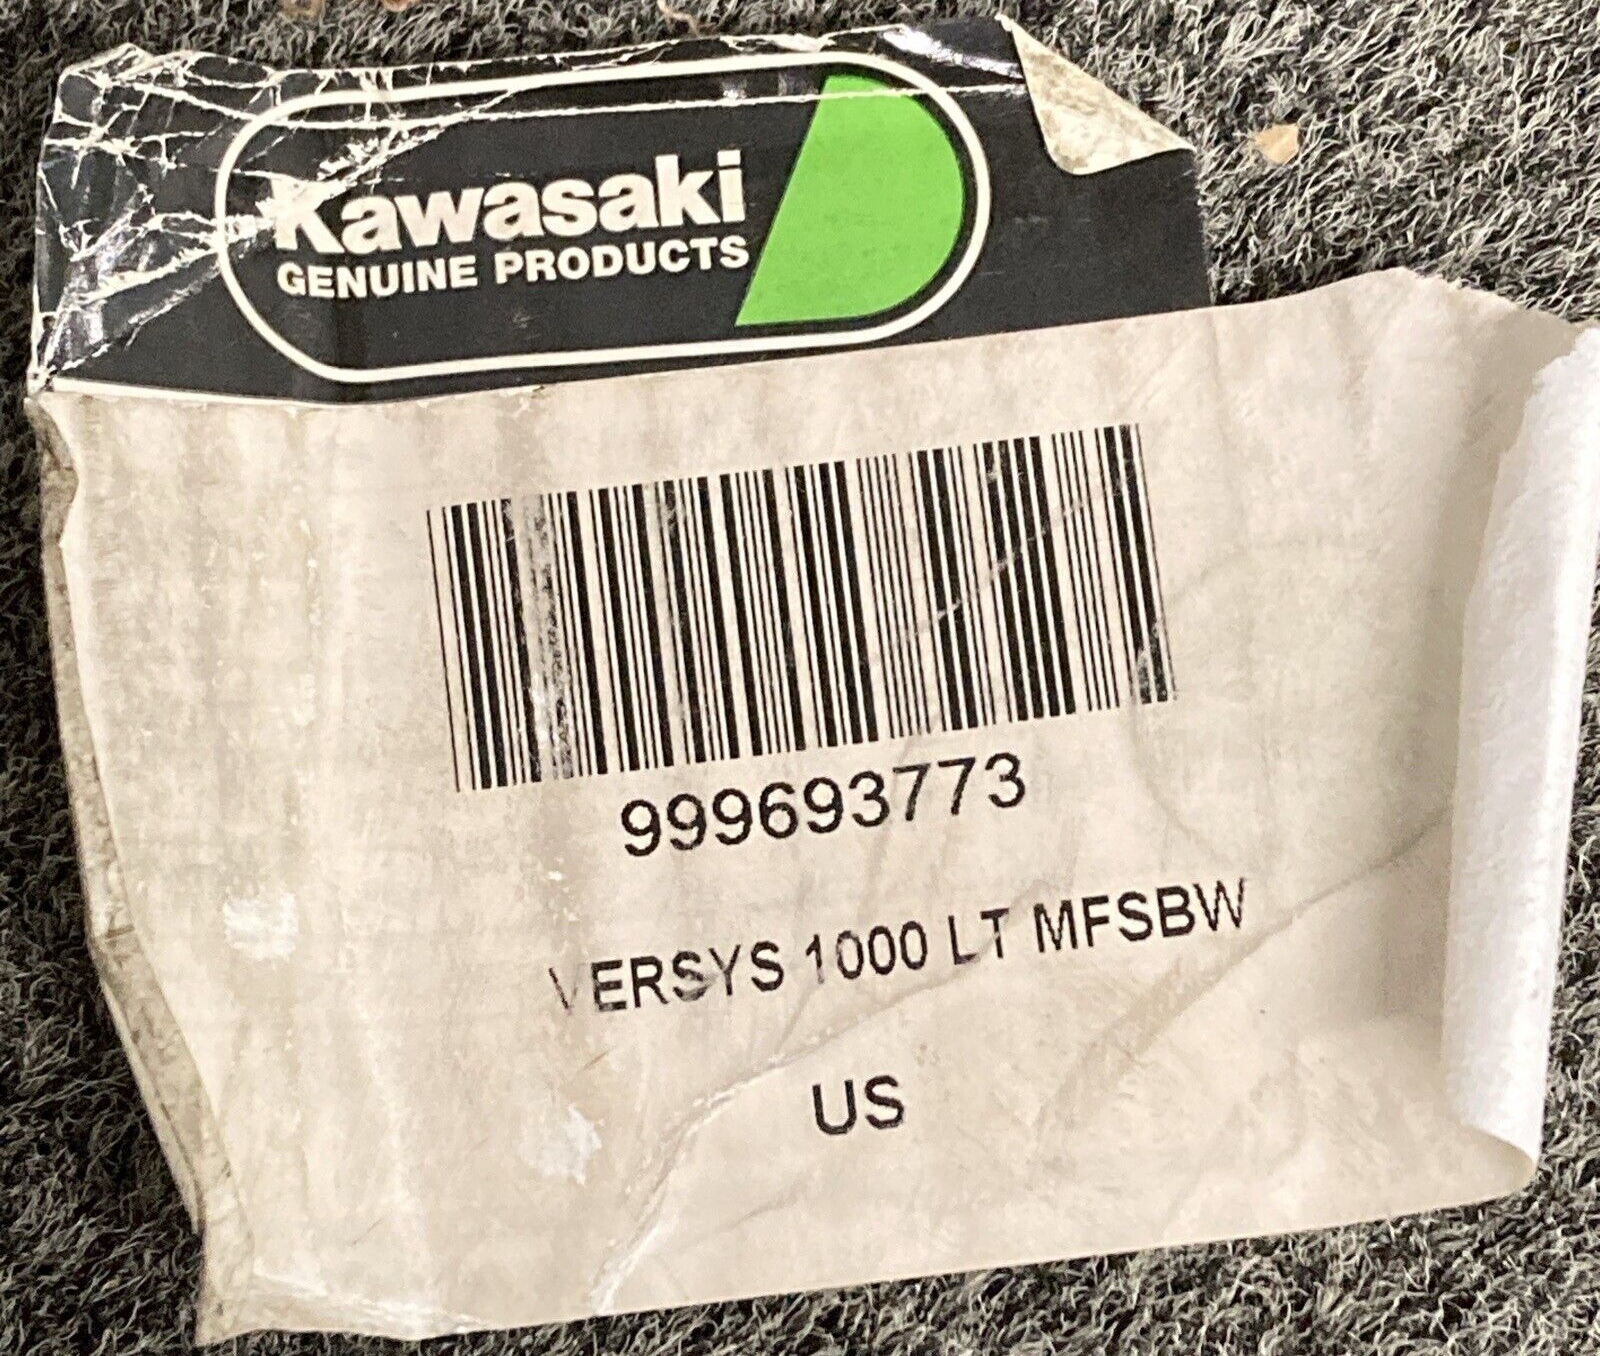 Kawasaki
GENUINE PRODUCTS
999693773
VERSYS 1000 LT MFSBW
US